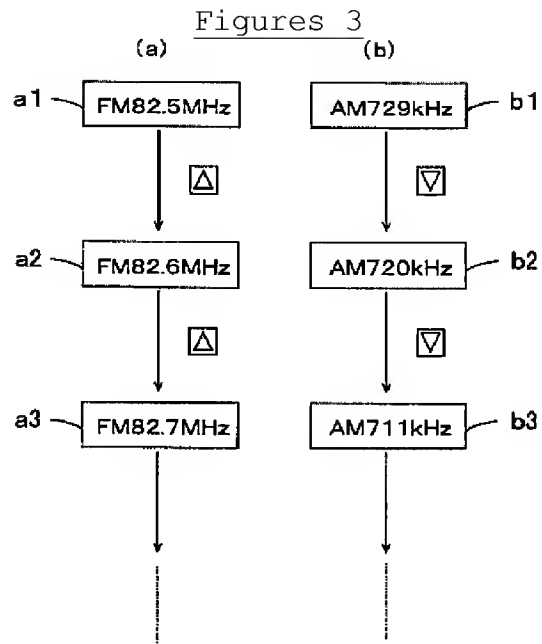 Figures 3
(a) (b)
a1 FM82.5MHz AM729kHz b1
a2 FM82.6MHz AM720kHz b2
a3 FM82.7MHz AM711kHz b3